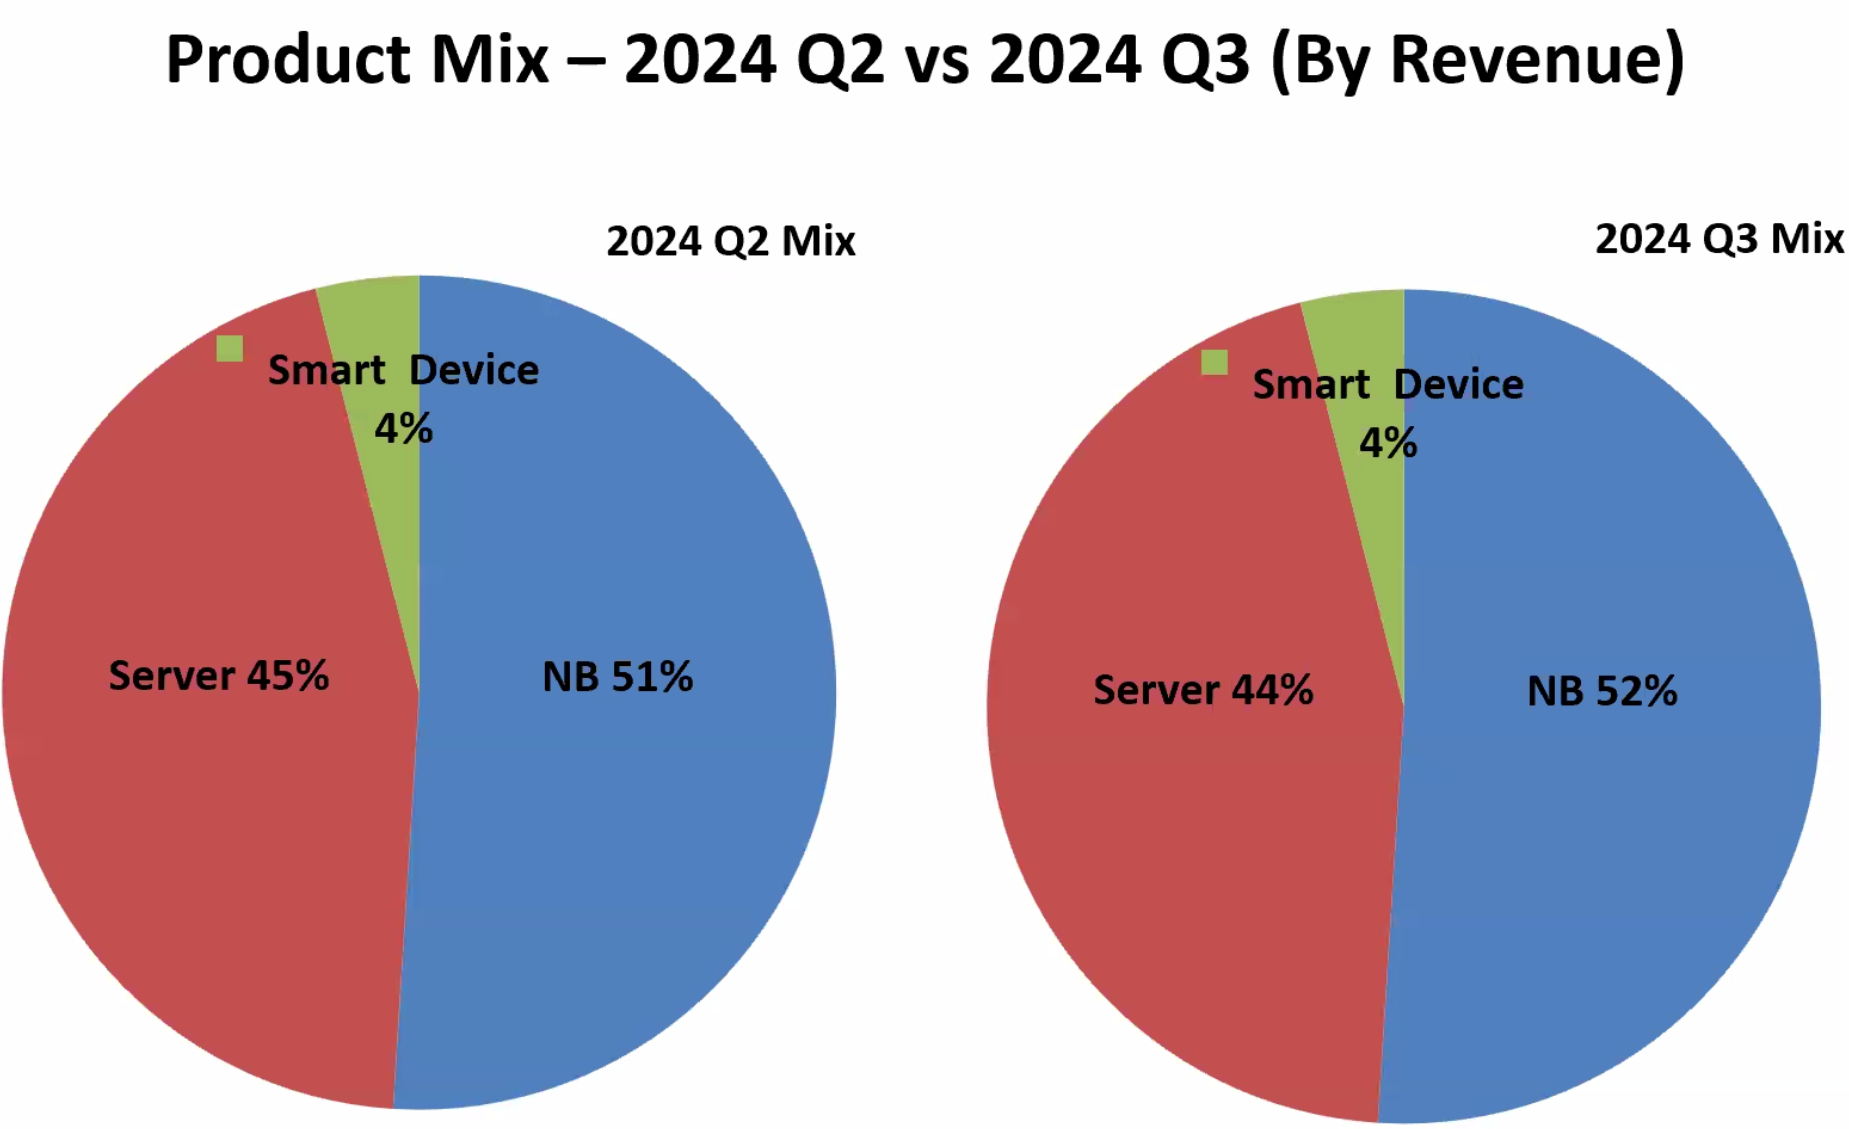 Product Mix – 2024 Q2 vs 2024 Q3 (By Revenue)
2024 Q2 Mix
Smart Device
4%
Server 45%
NB 51%
2024 Q3 Mix
Smart Device
4%
Server 44%
NB 52%